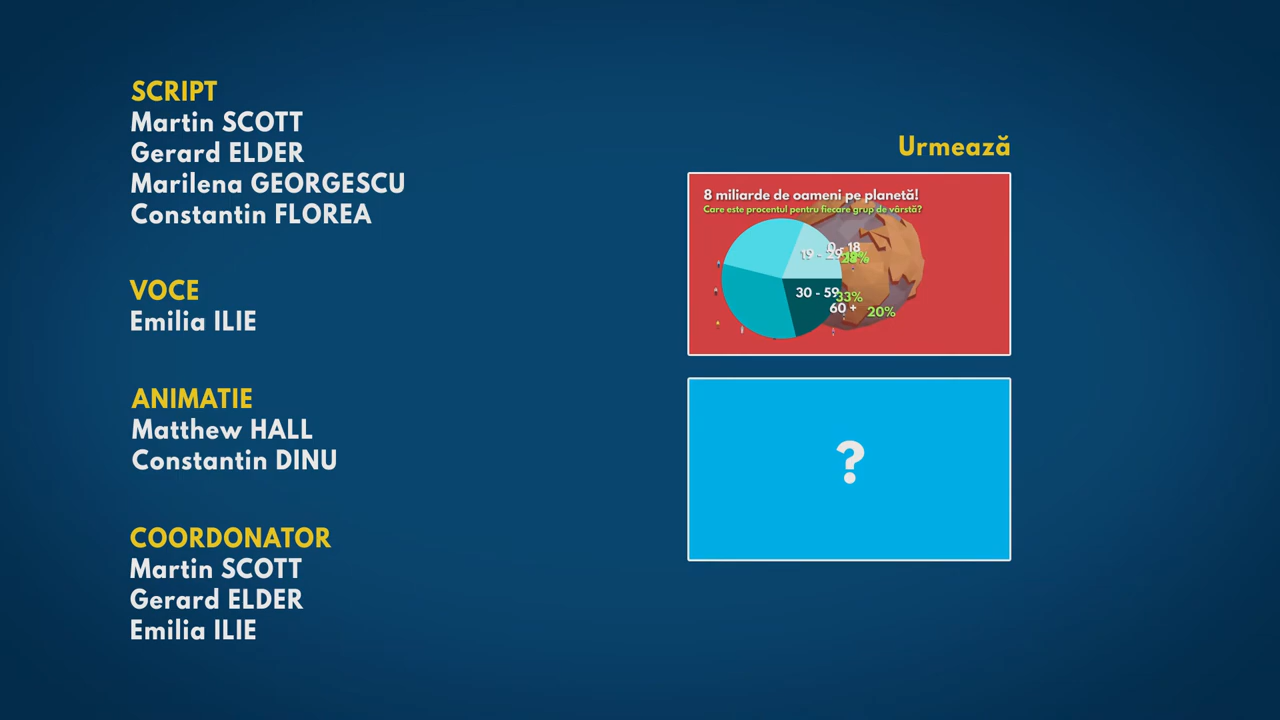 SCRIPT
Martin SCOTT
Gerard ELDER
Marilena GEORGESCU
Constantin FLOREA
VOCE
Emilia ILIE
ANIMATIE
Matthew HALL
Constantin DINU
COORDONATOR
Martin SCOTT
Gerard ELDER
Emilia ILIE
Urmează
8 miliarde de oameni pe planetă!
Care este procentul pentru fiecare grup de vârstă?
0 - 18
19 - 29
30 - 59
33%
60 +
20%
?